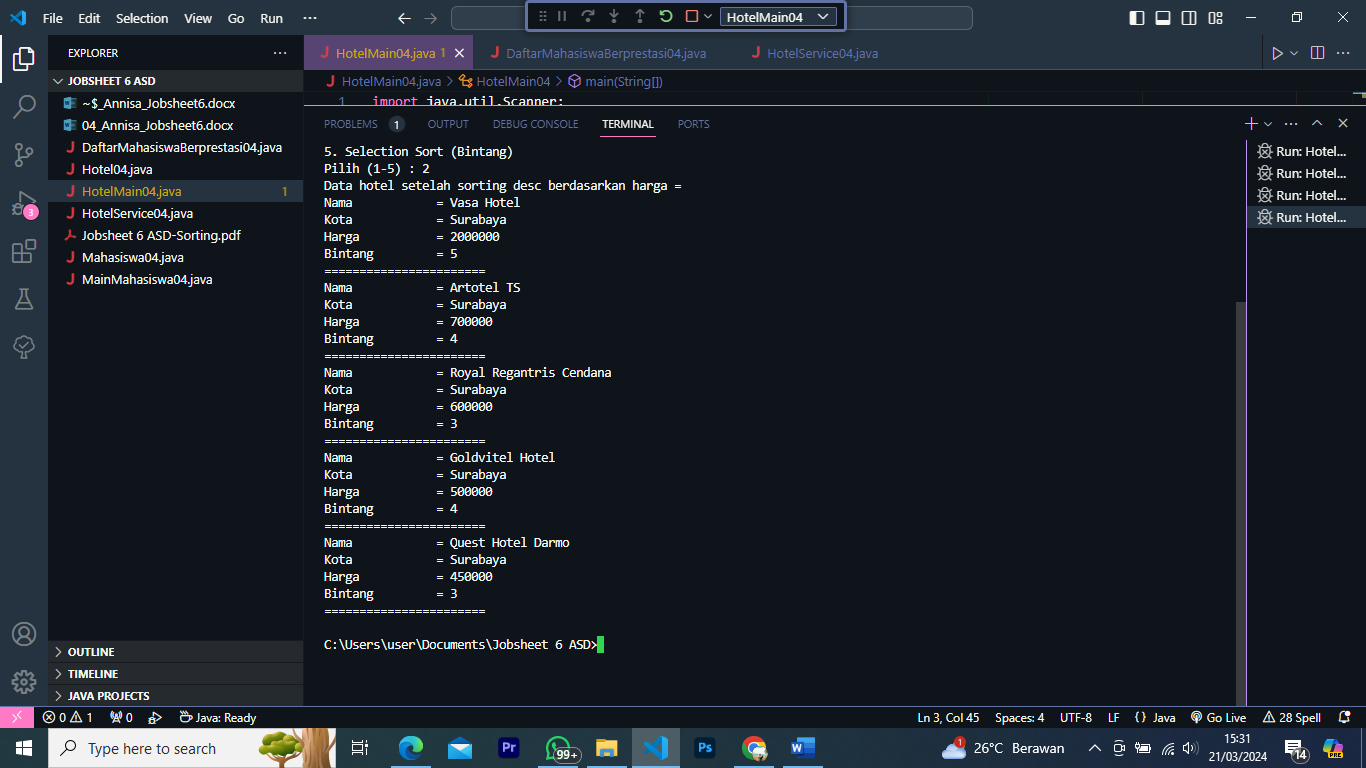 File Edit Selection View Go Run ···
HotelMain04
EXPLORER
JOBSHEET 6 ASD
~$_Annisa_Jobsheet6.docx
04_Annisa_Jobsheet6.docx
DaftarMahasiswaBerprestasi04.java
Hotel04.java
HotelMain04.java 1
HotelService04.java
Jobsheet 6 ASD-Sorting.pdf
Mahasiswa04.java
MainMahasiswa04.java
OUTLINE
TIMELINE
JAVA PROJECTS
3
HotelMain04.java 1 DaftarMahasiswaBerprestasi04.java HotelService04.java
HotelMain04.java > HotelMain04 > main(String[])
1 import java.util.Scanner;
PROBLEMS 1 OUTPUT DEBUG CONSOLE TERMINAL PORTS
5. Selection Sort (Bintang)
Pilih (1-5) : 2
Data hotel setelah sorting desc berdasarkan harga =
Nama = Vasa Hotel
Kota = Surabaya
Harga = 2000000
Bintang = 5
=======================
Nama = Artotel TS
Kota = Surabaya
Harga = 700000
Bintang = 4
=======================
Nama = Royal Regantris Cendana
Kota = Surabaya
Harga = 600000
Bintang = 3
=======================
Nama = Goldvitel Hotel
Kota = Surabaya
Harga = 500000
Bintang = 4
=======================
Nama = Quest Hotel Darmo
Kota = Surabaya
Harga = 450000
Bintang = 3
=======================
C:\Users\user\Documents\Jobsheet 6 ASD>
Run: Hotel...
Run: Hotel...
Run: Hotel...
Run: Hotel...
0 1 0 Java: Ready Ln 3, Col 45 Spaces: 4 UTF-8 LF {} Java Go Live 28 Spell
Type here to search Pr 99+ Ps W 1 26°C Berawan 14 PRE
15:31
21/03/2024